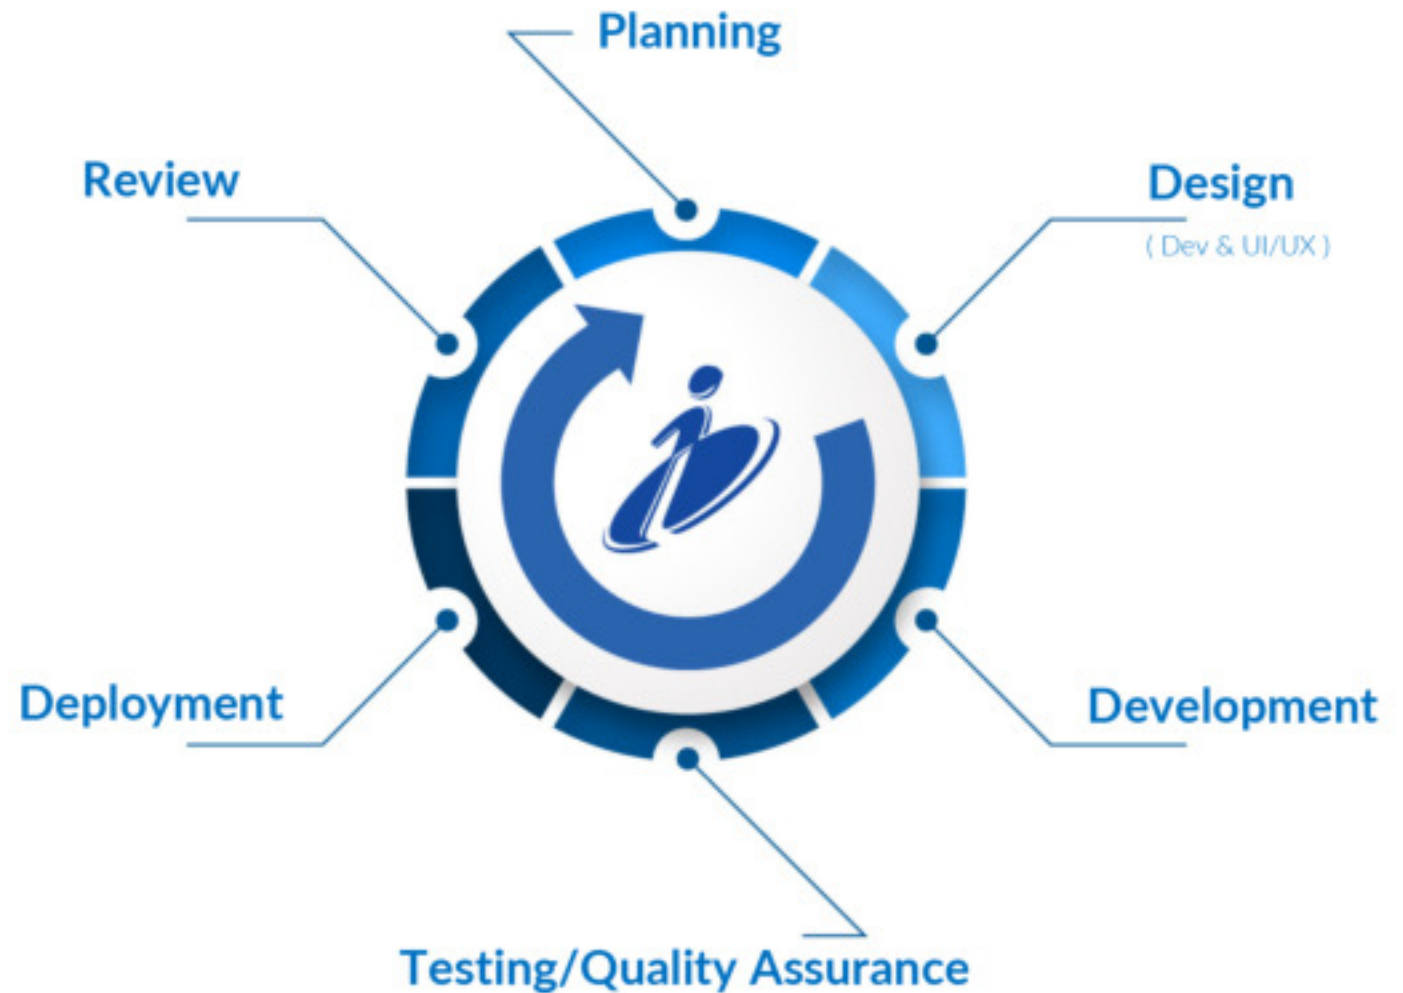 Planning
Review
Design
( Dev & UI/UX )
Deployment
Development
Testing/Quality Assurance